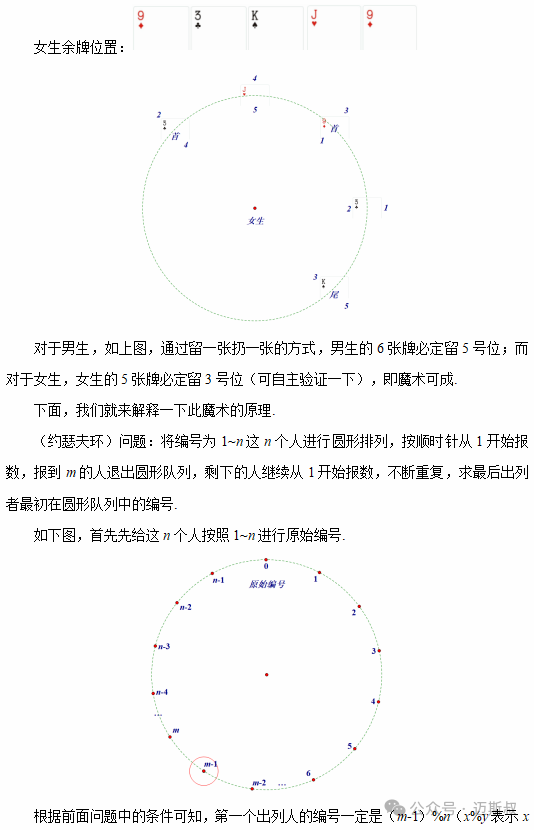 9 3 K J 9
女生余牌位置：
4
J
5
2
3
首
4
3
9
首
1
2
3
1
女生
3
K
尾
5
对于男生，如上图，通过留一张扔一张的方式，男生的 6 张牌必定留 5 号位；而
对于女生，女生的 5 张牌必定留 3 号位（可自主验证一下），即魔术可成.
下面，我们就来解释一下此魔术的原理.
（约瑟夫环）问题：将编号为 1~n 这 n 个人进行圆形排列，按顺时针从 1 开始报
数，报到 m 的人退出圆形队列，剩下的人继续从 1 开始报数，不断重复，求最后出列
者最初在圆形队列中的编号.
如下图，首先先给这 n 个人按照 1~n 进行原始编号.
0
n-1
原始编号
1
n-2
2
n-3
3
n-4
4
…
m
5
m-1
6
m-2
…
公众号 · 迈斯叔
根据前面问题中的条件可知，第一个出列人的编号一定是（m-1）%n（x%y 表示 x